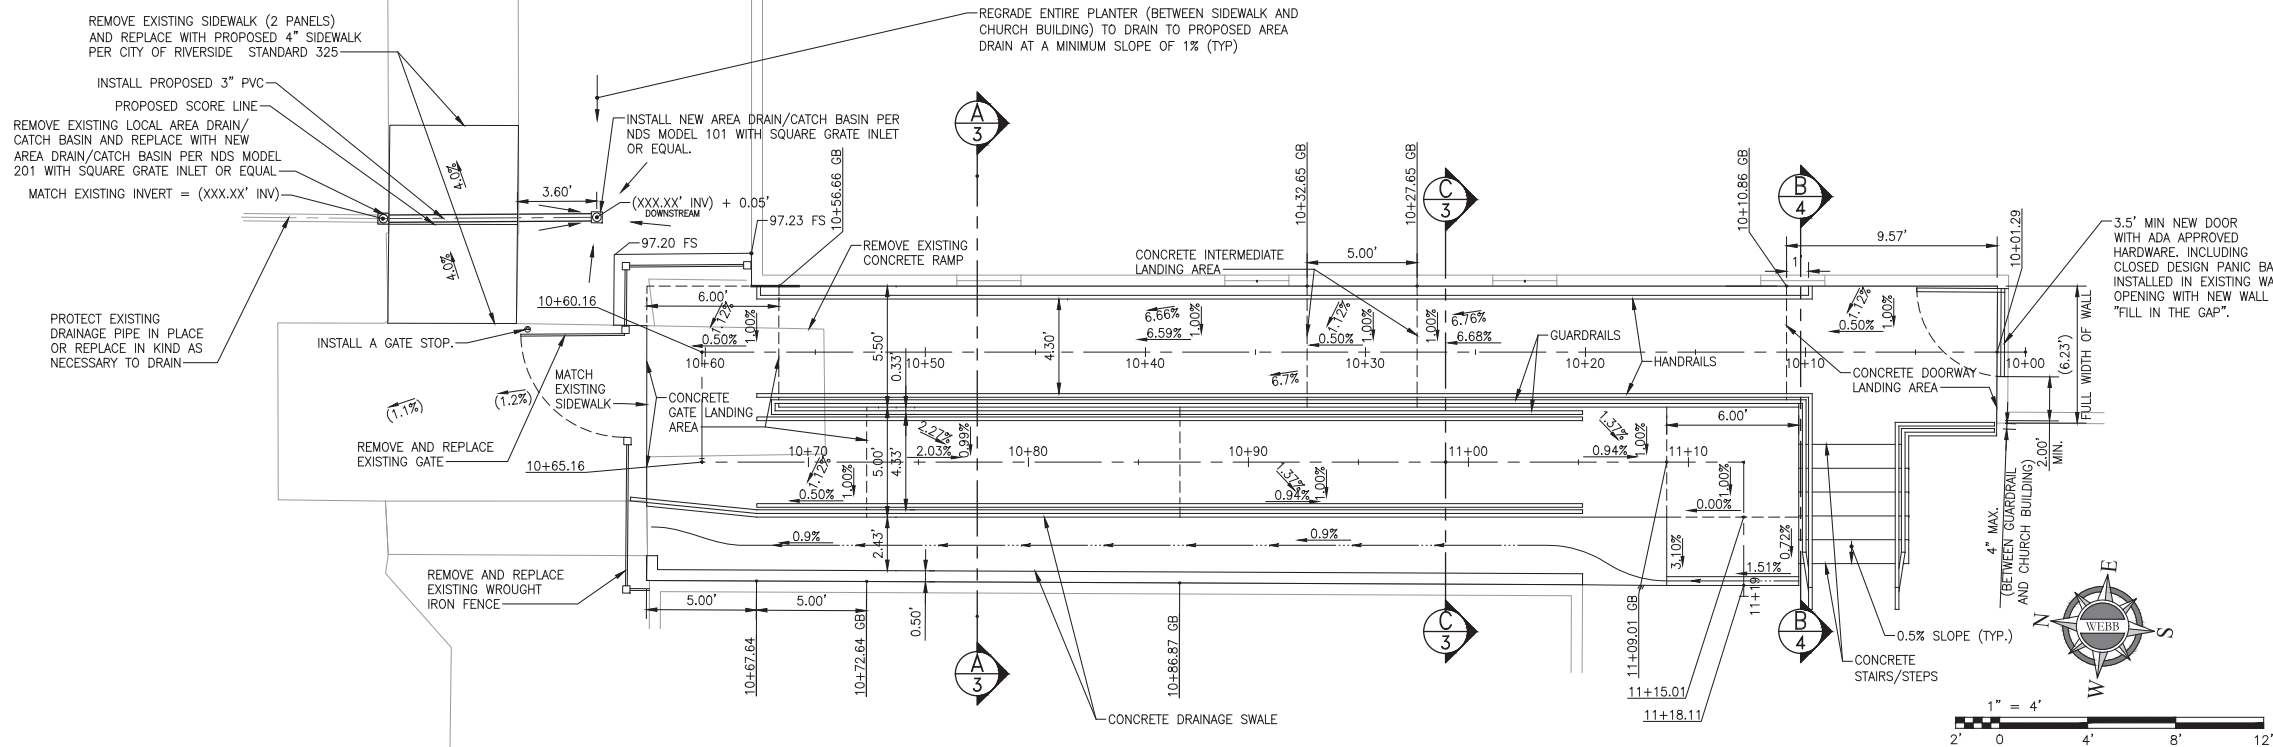 REMOVE EXISTING SIDEWALK (2 PANELS)
AND REPLACE WITH PROPOSED 4" SIDEWALK
PER CITY OF RIVERSIDE STANDARD 325
INSTALL PROPOSED 3" PVC
PROPOSED SCORE LINE
REMOVE EXISTING LOCAL AREA DRAIN/
CATCH BASIN AND REPLACE WITH NEW
AREA DRAIN/CATCH BASIN PER NDS MODEL
201 WITH SQUARE GRATE INLET OR EQUAL
MATCH EXISTING INVERT = (XXX.XX' INV)
PROTECT EXISTING
DRAINAGE PIPE IN PLACE
OR REPLACE IN KIND AS
NECESSARY TO DRAIN
4.0%
4.0%
3.60'
REGRADE ENTIRE PLANTER (BETWEEN SIDEWALK AND
CHURCH BUILDING) TO DRAIN TO PROPOSED AREA
DRAIN AT A MINIMUM SLOPE OF 1% (TYP)
INSTALL NEW AREA DRAIN/CATCH BASIN PER
NDS MODEL 101 WITH SQUARE GRATE INLET
OR EQUAL.
(XXX.XX' INV) + 0.05'
DOWNSTREAM
97.23 FS
97.20 FS
10+56.66 GB
REMOVE EXISTING
CONCRETE RAMP
A
3
CONCRETE INTERMEDIATE
LANDING AREA
10+32.65 GB
5.00'
10+27.65 GB
C
3
10+10.86 GB
B
4
9.57'
1'
10+01.29
3.5' MIN NEW DOOR
WITH ADA APPROVED
HARDWARE. INCLUDING
CLOSED DESIGN PANIC BA
INSTALLED IN EXISTING WA
OPENING WITH NEW WALL
"FILL IN THE GAP".
10+60.16
6.00'
1.12%
1.00%
0.50%
5.50'
0.33'
4.30'
6.66%
6.59%
1.00%
1.12%
0.50%
1.00%
1.00%
6.76%
6.68%
6.7%
GUARDRAILS
HANDRAILS
1.12%
0.50%
1.00%
(6.23')
FULL WIDTH OF WALL
10+60
10+50
10+40
10+30
10+20
10+10
10+00
CONCRETE DOORWAY
LANDING AREA
INSTALL A GATE STOP.
MATCH
EXISTING
SIDEWALK
CONCRETE
GATE LANDING
AREA
(1.1%)
(1.2%)
REMOVE AND REPLACE
EXISTING GATE
10+65.16
10+70
10+80
10+90
11+00
11+10
1.12%
0.50%
1.00%
5.00'
4.33'
2.27%
2.03%
0.99%
1.37%
0.94%
1.00%
1.37%
0.94%
1.00%
6.00'
1.00%
0.00%
2.00'
MIN.
4" MAX.
(BETWEEN GUARDRAIL
AND CHURCH BUILDING)
0.9%
0.9%
2.43'
3.10%
0.72%
1.51%
11+19
REMOVE AND REPLACE
EXISTING WROUGHT
IRON FENCE
5.00'
5.00'
0.50'
10+67.64
10+72.64 GB
10+86.87 GB
11+09.01 GB
11+15.01
11+18.11
A
3
C
3
B
4
CONCRETE DRAINAGE SWALE
0.5% SLOPE (TYP.)
CONCRETE
STAIRS/STEPS
N
E
S
W
WEBB
1" = 4'
2'
0
4'
8'
12'